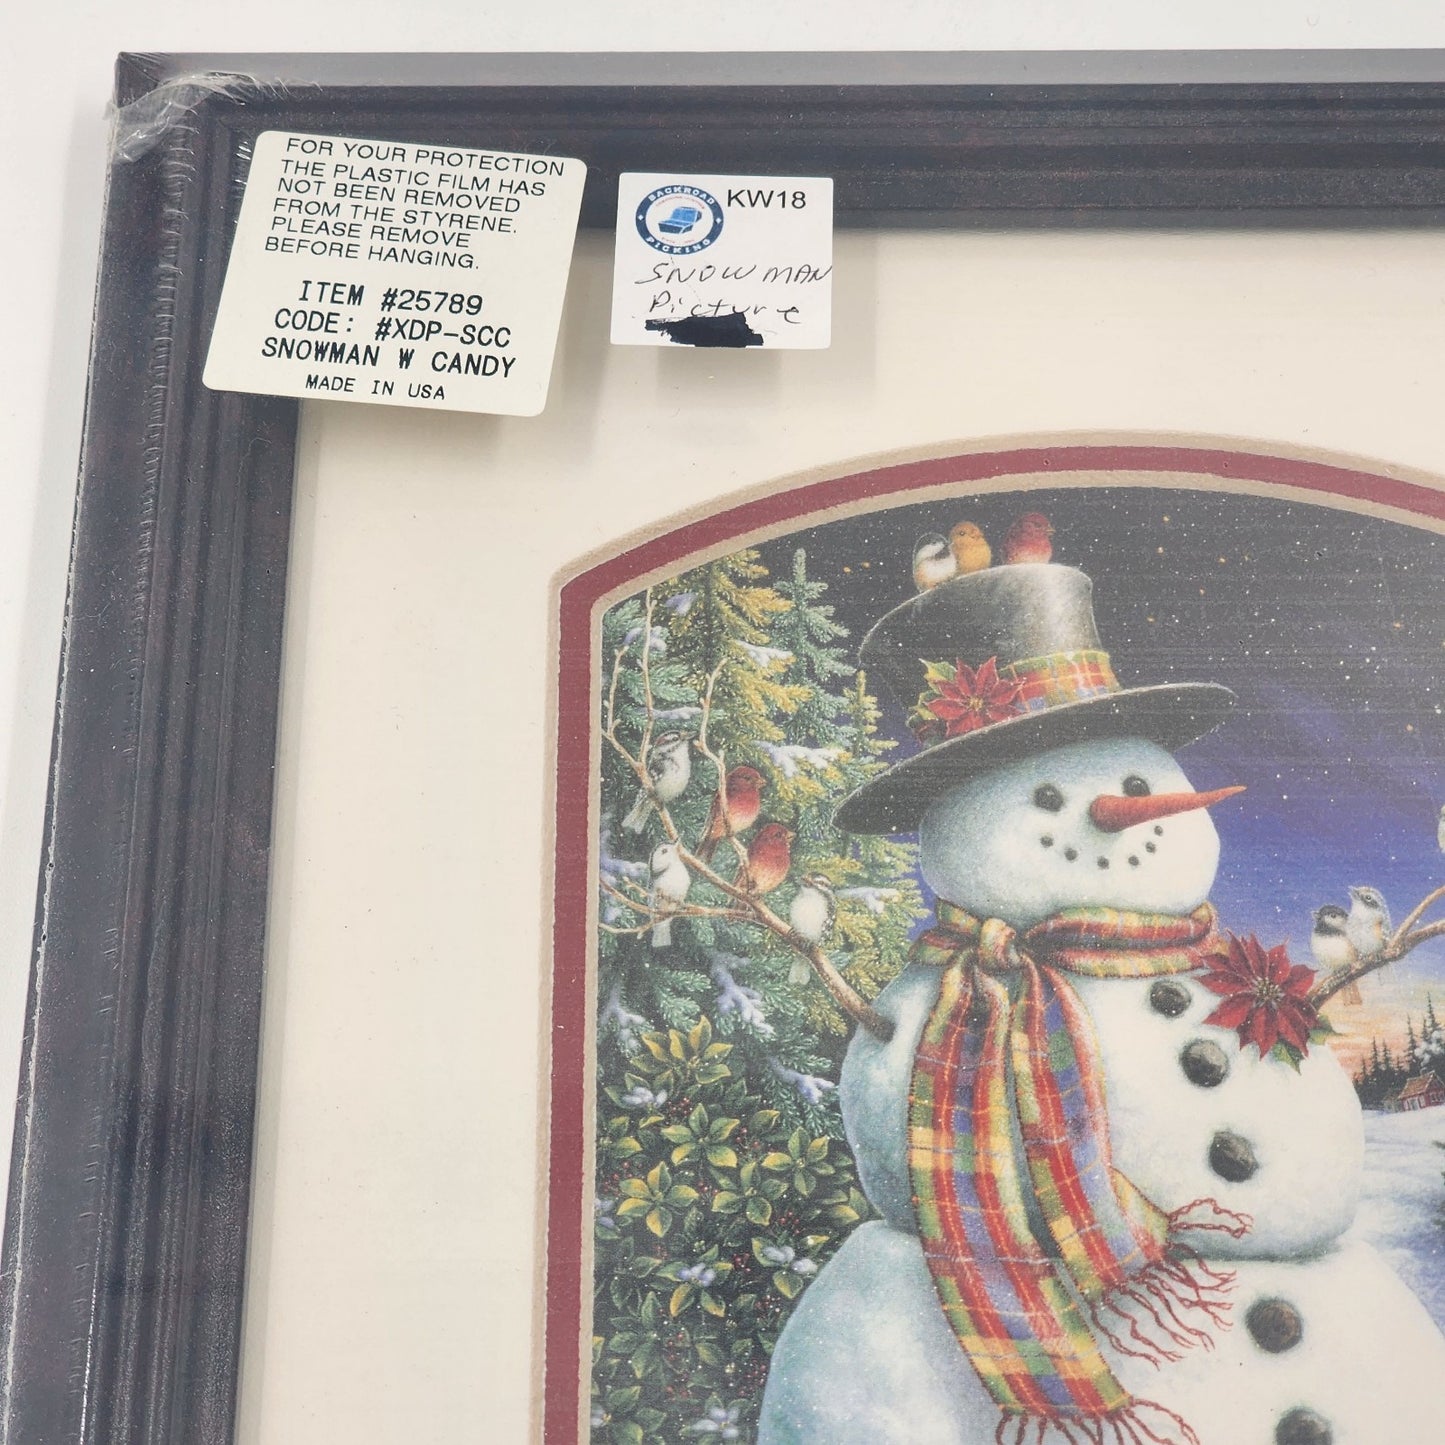 FOR YOUR PROTECTION
THE PLASTIC FILM HAS
NOT BEEN REMOVED
FROM THE STYRENE.
PLEASE REMOVE
BEFORE HANGING.
ITEM #25789
CODE: #XDP-SCC
SNOWMAN W CANDY
MADE IN USA
BACKROAD
PICKING
KW18
SNOWMAN
Picture